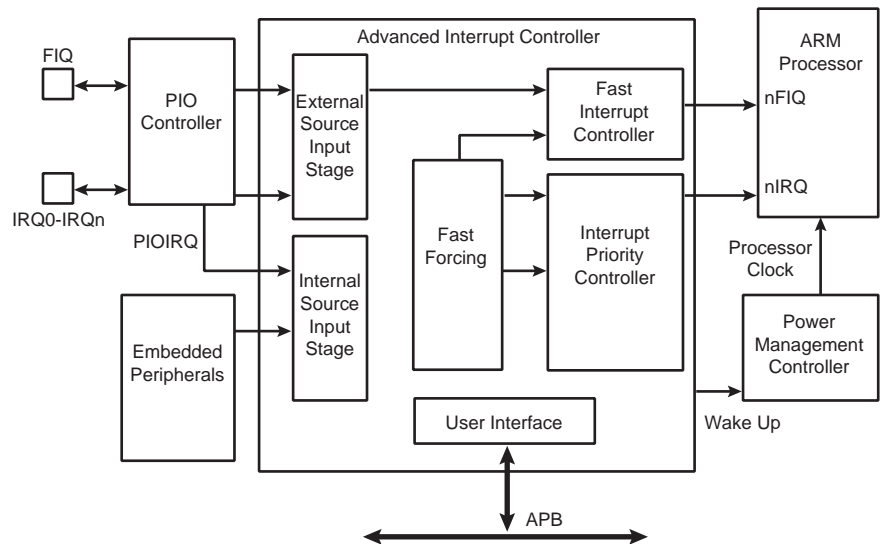 Advanced Interrupt Controller
FIQ
PIO
Controller
IRQ0-IRQn
PIOIRQ
External
Source
Input
Stage
Internal
Source
Input
Stage
Embedded
Peripherals
Fast
Forcing
Fast
Interrupt
Controller
Interrupt
Priority
Controller
ARM
Processor
nFIQ
nIRQ
Processor
Clock
Power
Management
Controller
Wake Up
User Interface
APB